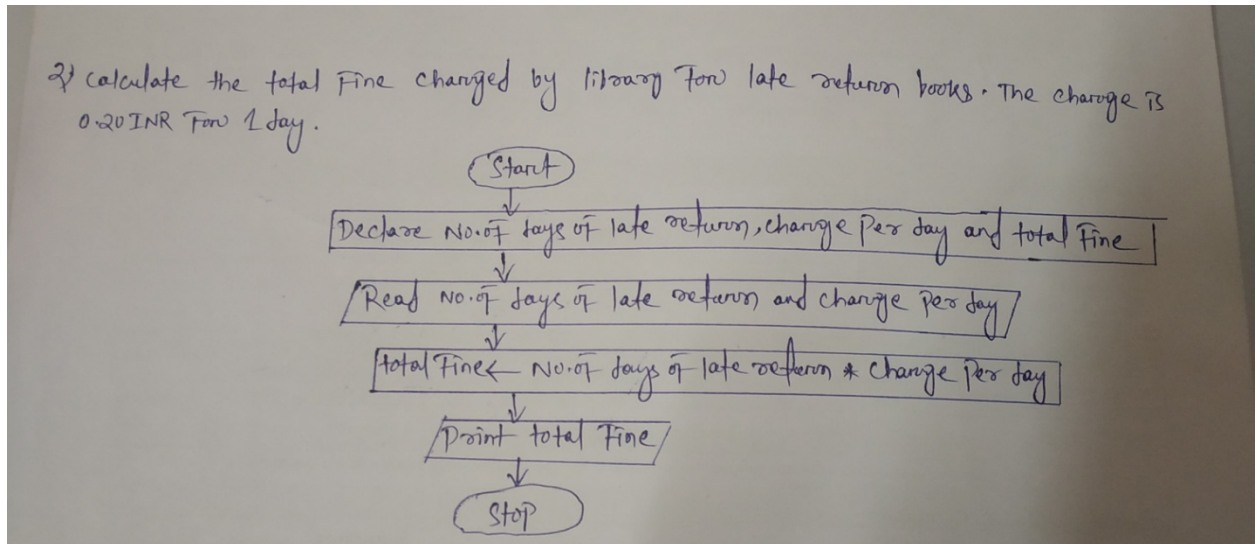 2) Calculate the total Fine charged by library For late return books. The charge is
0.20 INR For 1 day.
Start
Declare No. of days of late return, charge Per day and total Fine
Read No. of days of late return and charge Per day
total Fine ← No. of days of late return * charge Per day
Print total Fine
Stop